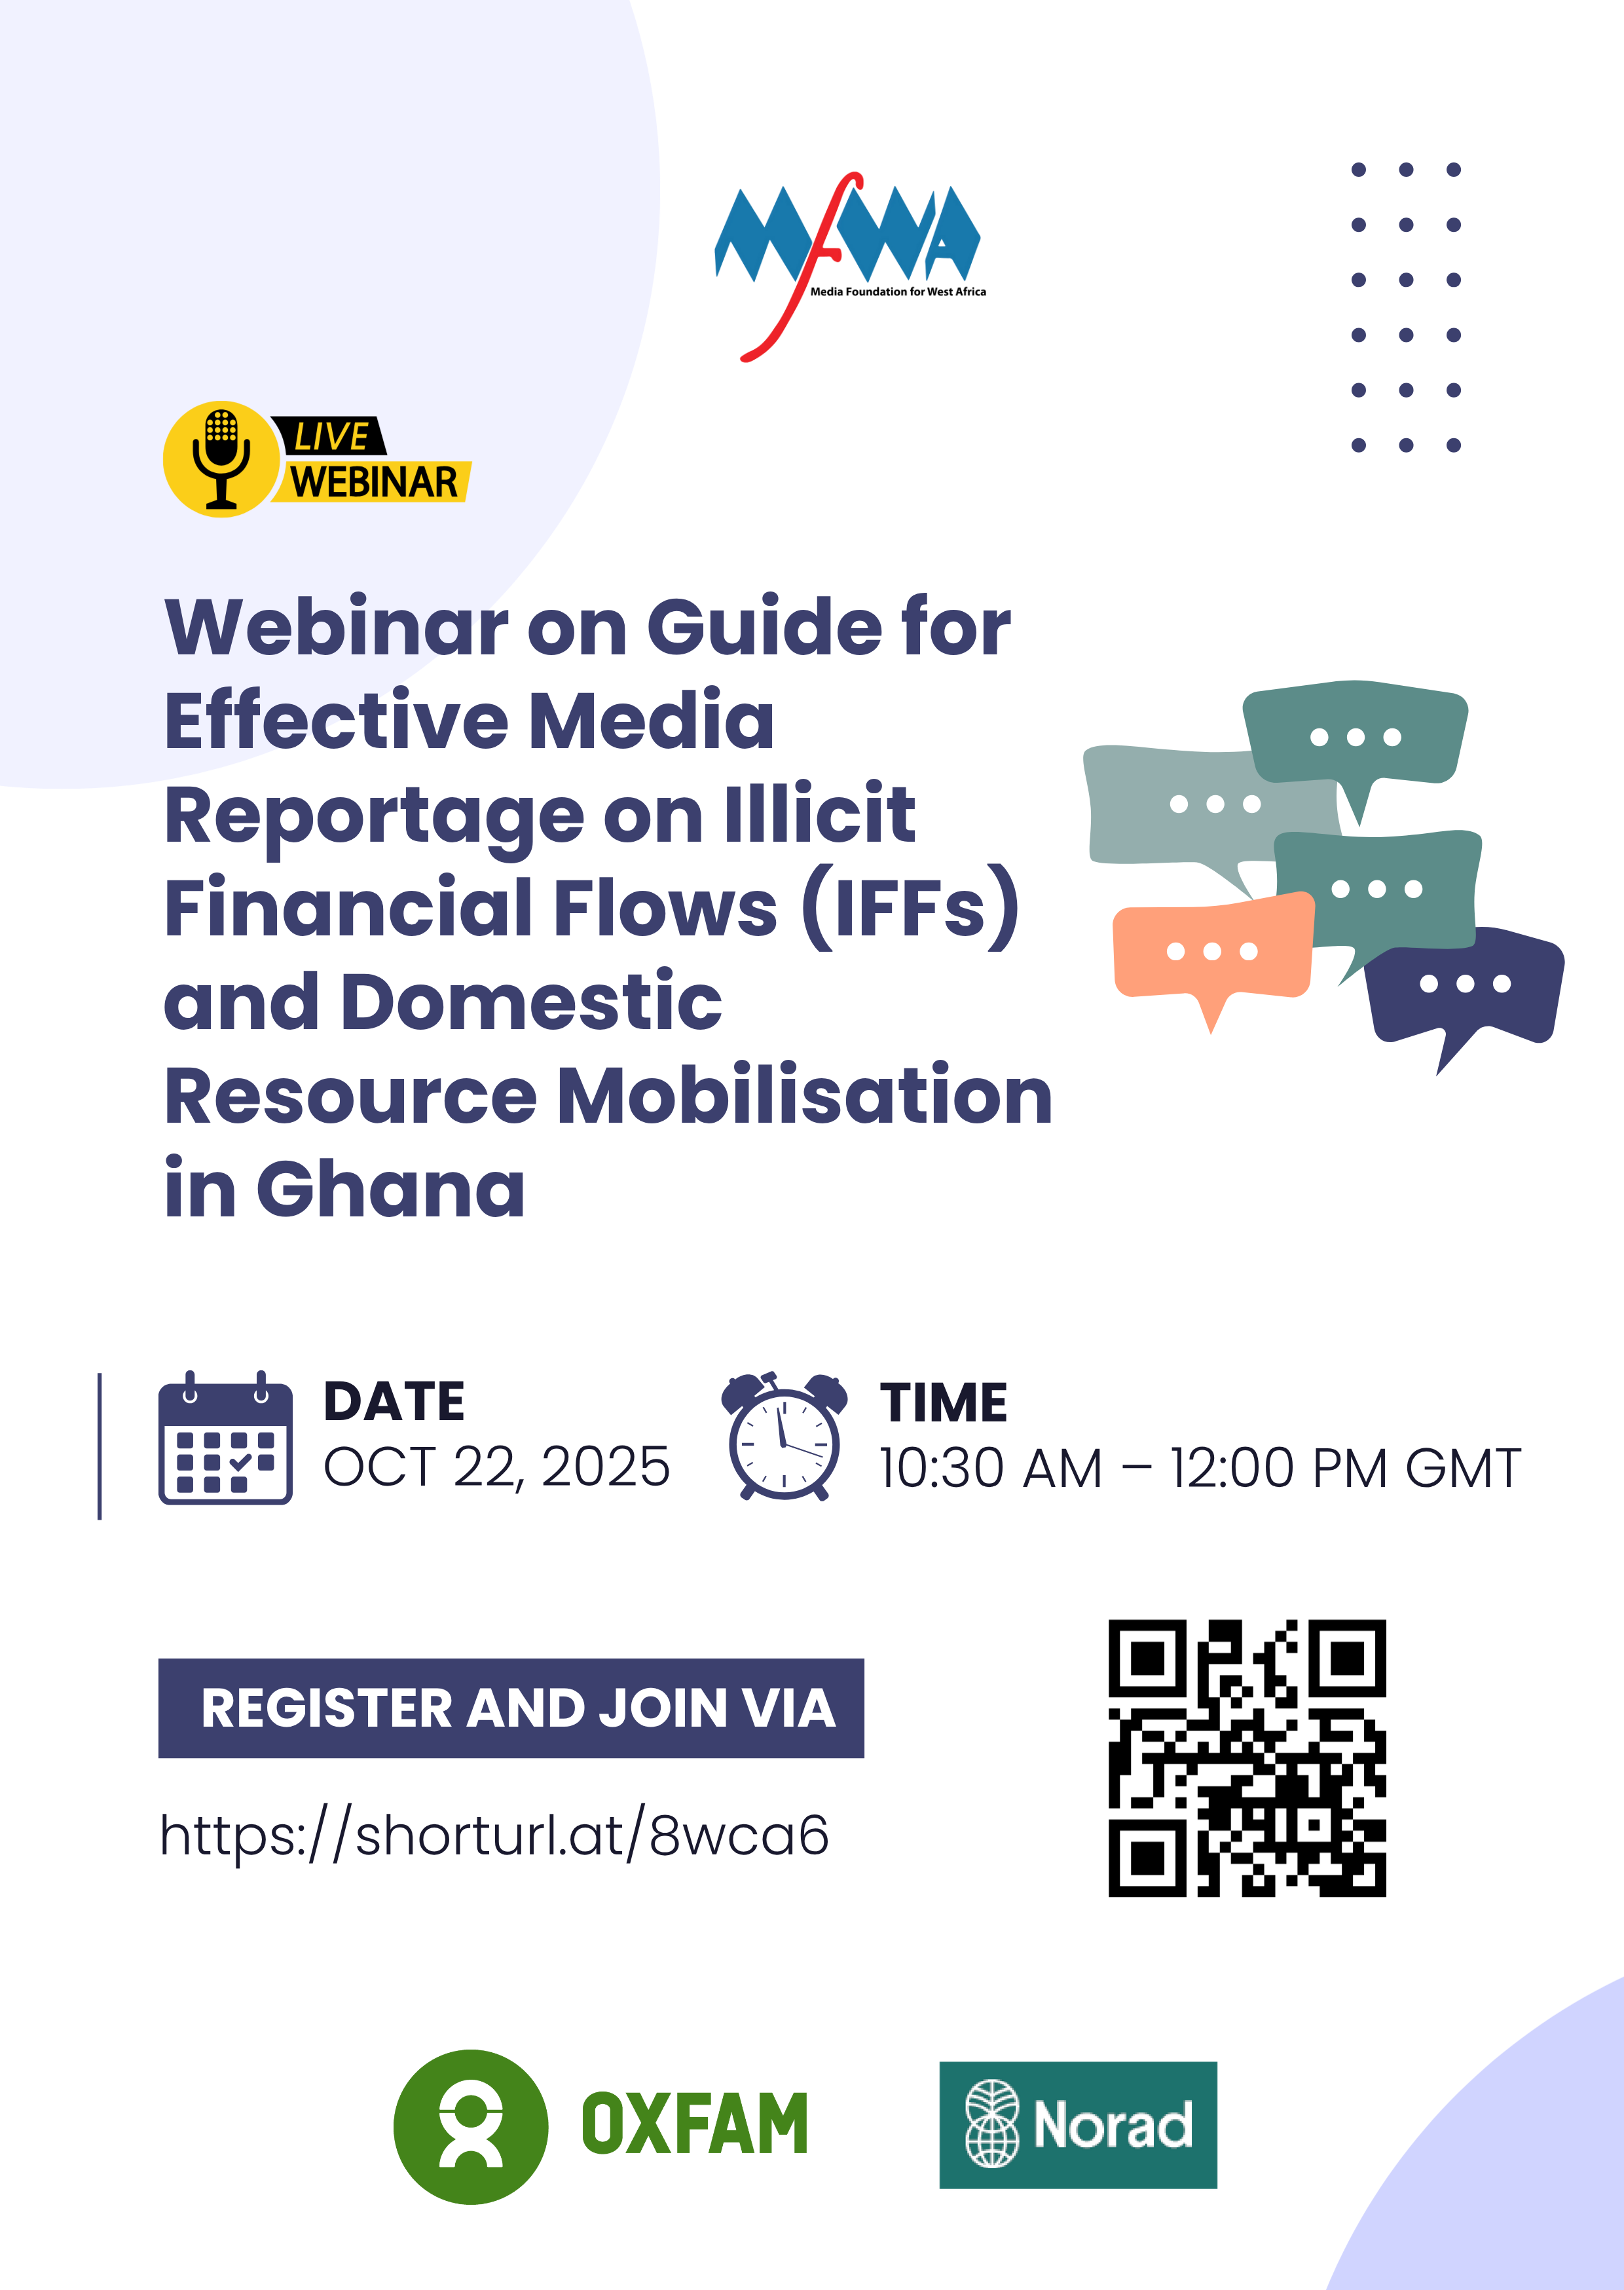 MfWA
Media Foundation for West Africa
LIVE
WEBINAR
Webinar on Guide for
Effective Media
Reportage on Illicit
Financial Flows (IFFs)
and Domestic
Resource Mobilisation
in Ghana
DATE
OCT 22, 2025
TIME
10:30 AM – 12:00 PM GMT
REGISTER AND JOIN VIA
https://shorturl.at/8wca6
OXFAM
Norad